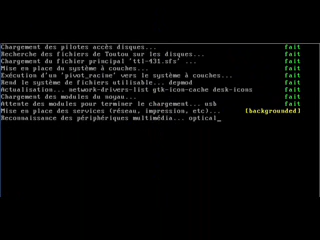 Chargement des pilotes accès disques... fait
Recherche des fichiers de Toutou sur les disques... fait
Chargement du fichier principal 'ttl-431.sfs' ... fait
Mise en place du système à couches... fait
Exécution d'un 'pivot_racine' vers le système à couches... fait
Rend le système de fichiers utilisable... depmod fait
Actualisation... network-drivers-list gtk-icon-cache desk-icons fait
Chargement des modules du noyau... fait
Attente des modules pour terminer le chargement... usb fait
Mise en place des services (réseau, impression, etc)... [backgrounded]
Reconnaissance des périphériques multimédia... optical_